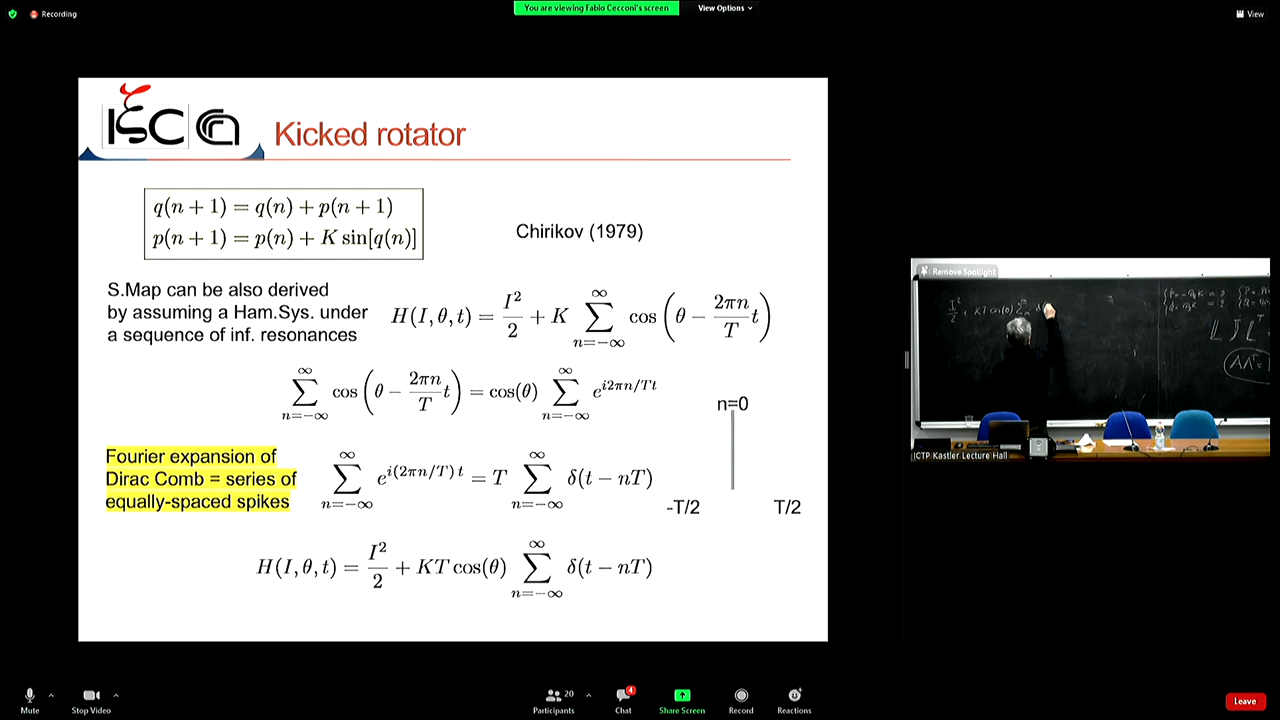 Recording
You are viewing Fabio Cecconi's screen
View Options
View
ISC CNR
Kicked rotator
q(n + 1) = q(n) + p(n + 1)
p(n + 1) = p(n) + K sin[q(n)]
Chirikov (1979)
S.Map can be also derived
by assuming a Ham.Sys. under
a sequence of inf. resonances
H(I, θ, t) = I²/2 + K ∑_{n=−∞}^{∞} cos(θ − 2πn/T t)
∑_{n=−∞}^{∞} cos(θ − 2πn/T t) = cos(θ) ∑_{n=−∞}^{∞} e^{i2πn/Tt}
n=0
Fourier expansion of
Dirac Comb = series of
equally-spaced spikes
∑_{n=−∞}^{∞} e^{i(2πn/T) t} = T ∑_{n=−∞}^{∞} δ(t − nT)
-T/2
T/2
H(I, θ, t) = I²/2 + KT cos(θ) ∑_{n=−∞}^{∞} δ(t − nT)
Remove Spotlight
ICTP Kastler Lecture Hall
Mute
Stop Video
Participants
20
Chat
4
Share Screen
Record
Reactions
Leave